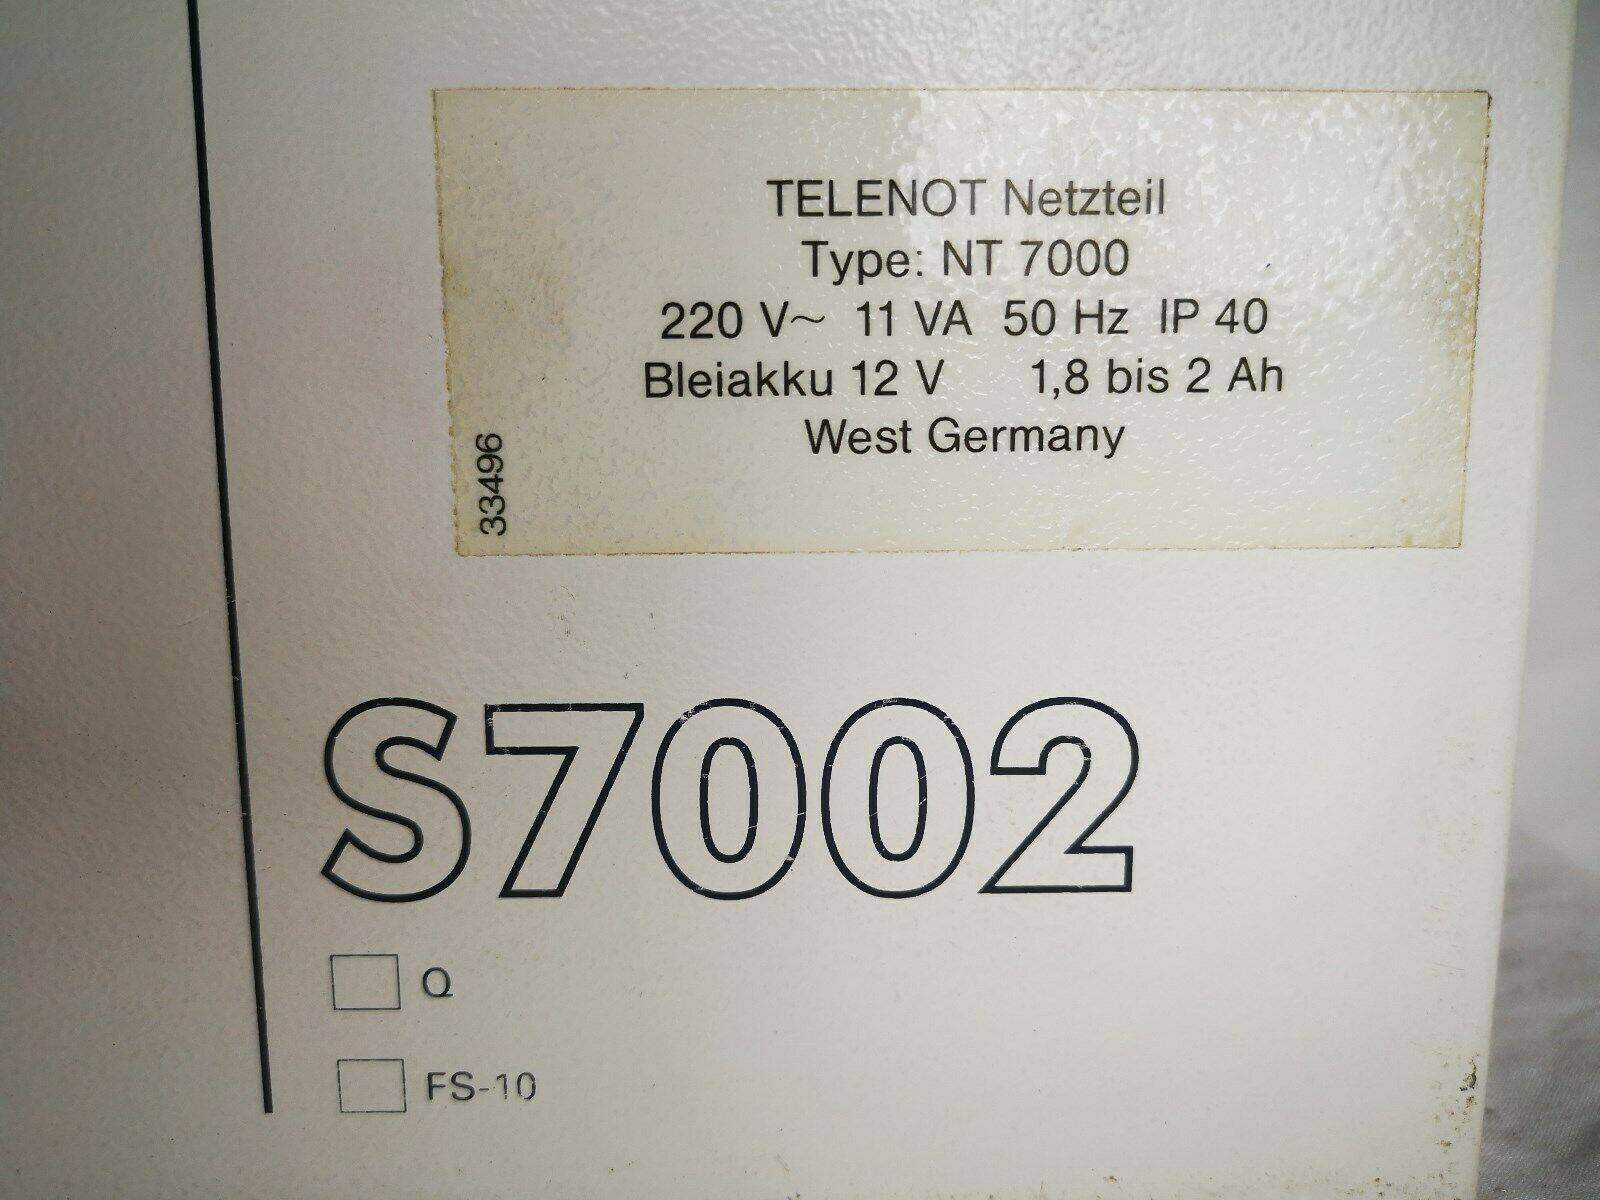 TELENOT Netzteil
Type: NT 7000
220 V~ 11 VA 50 Hz IP 40
Bleiakku 12 V 1,8 bis 2 Ah
West Germany
33496
S7002
Q
FS-10